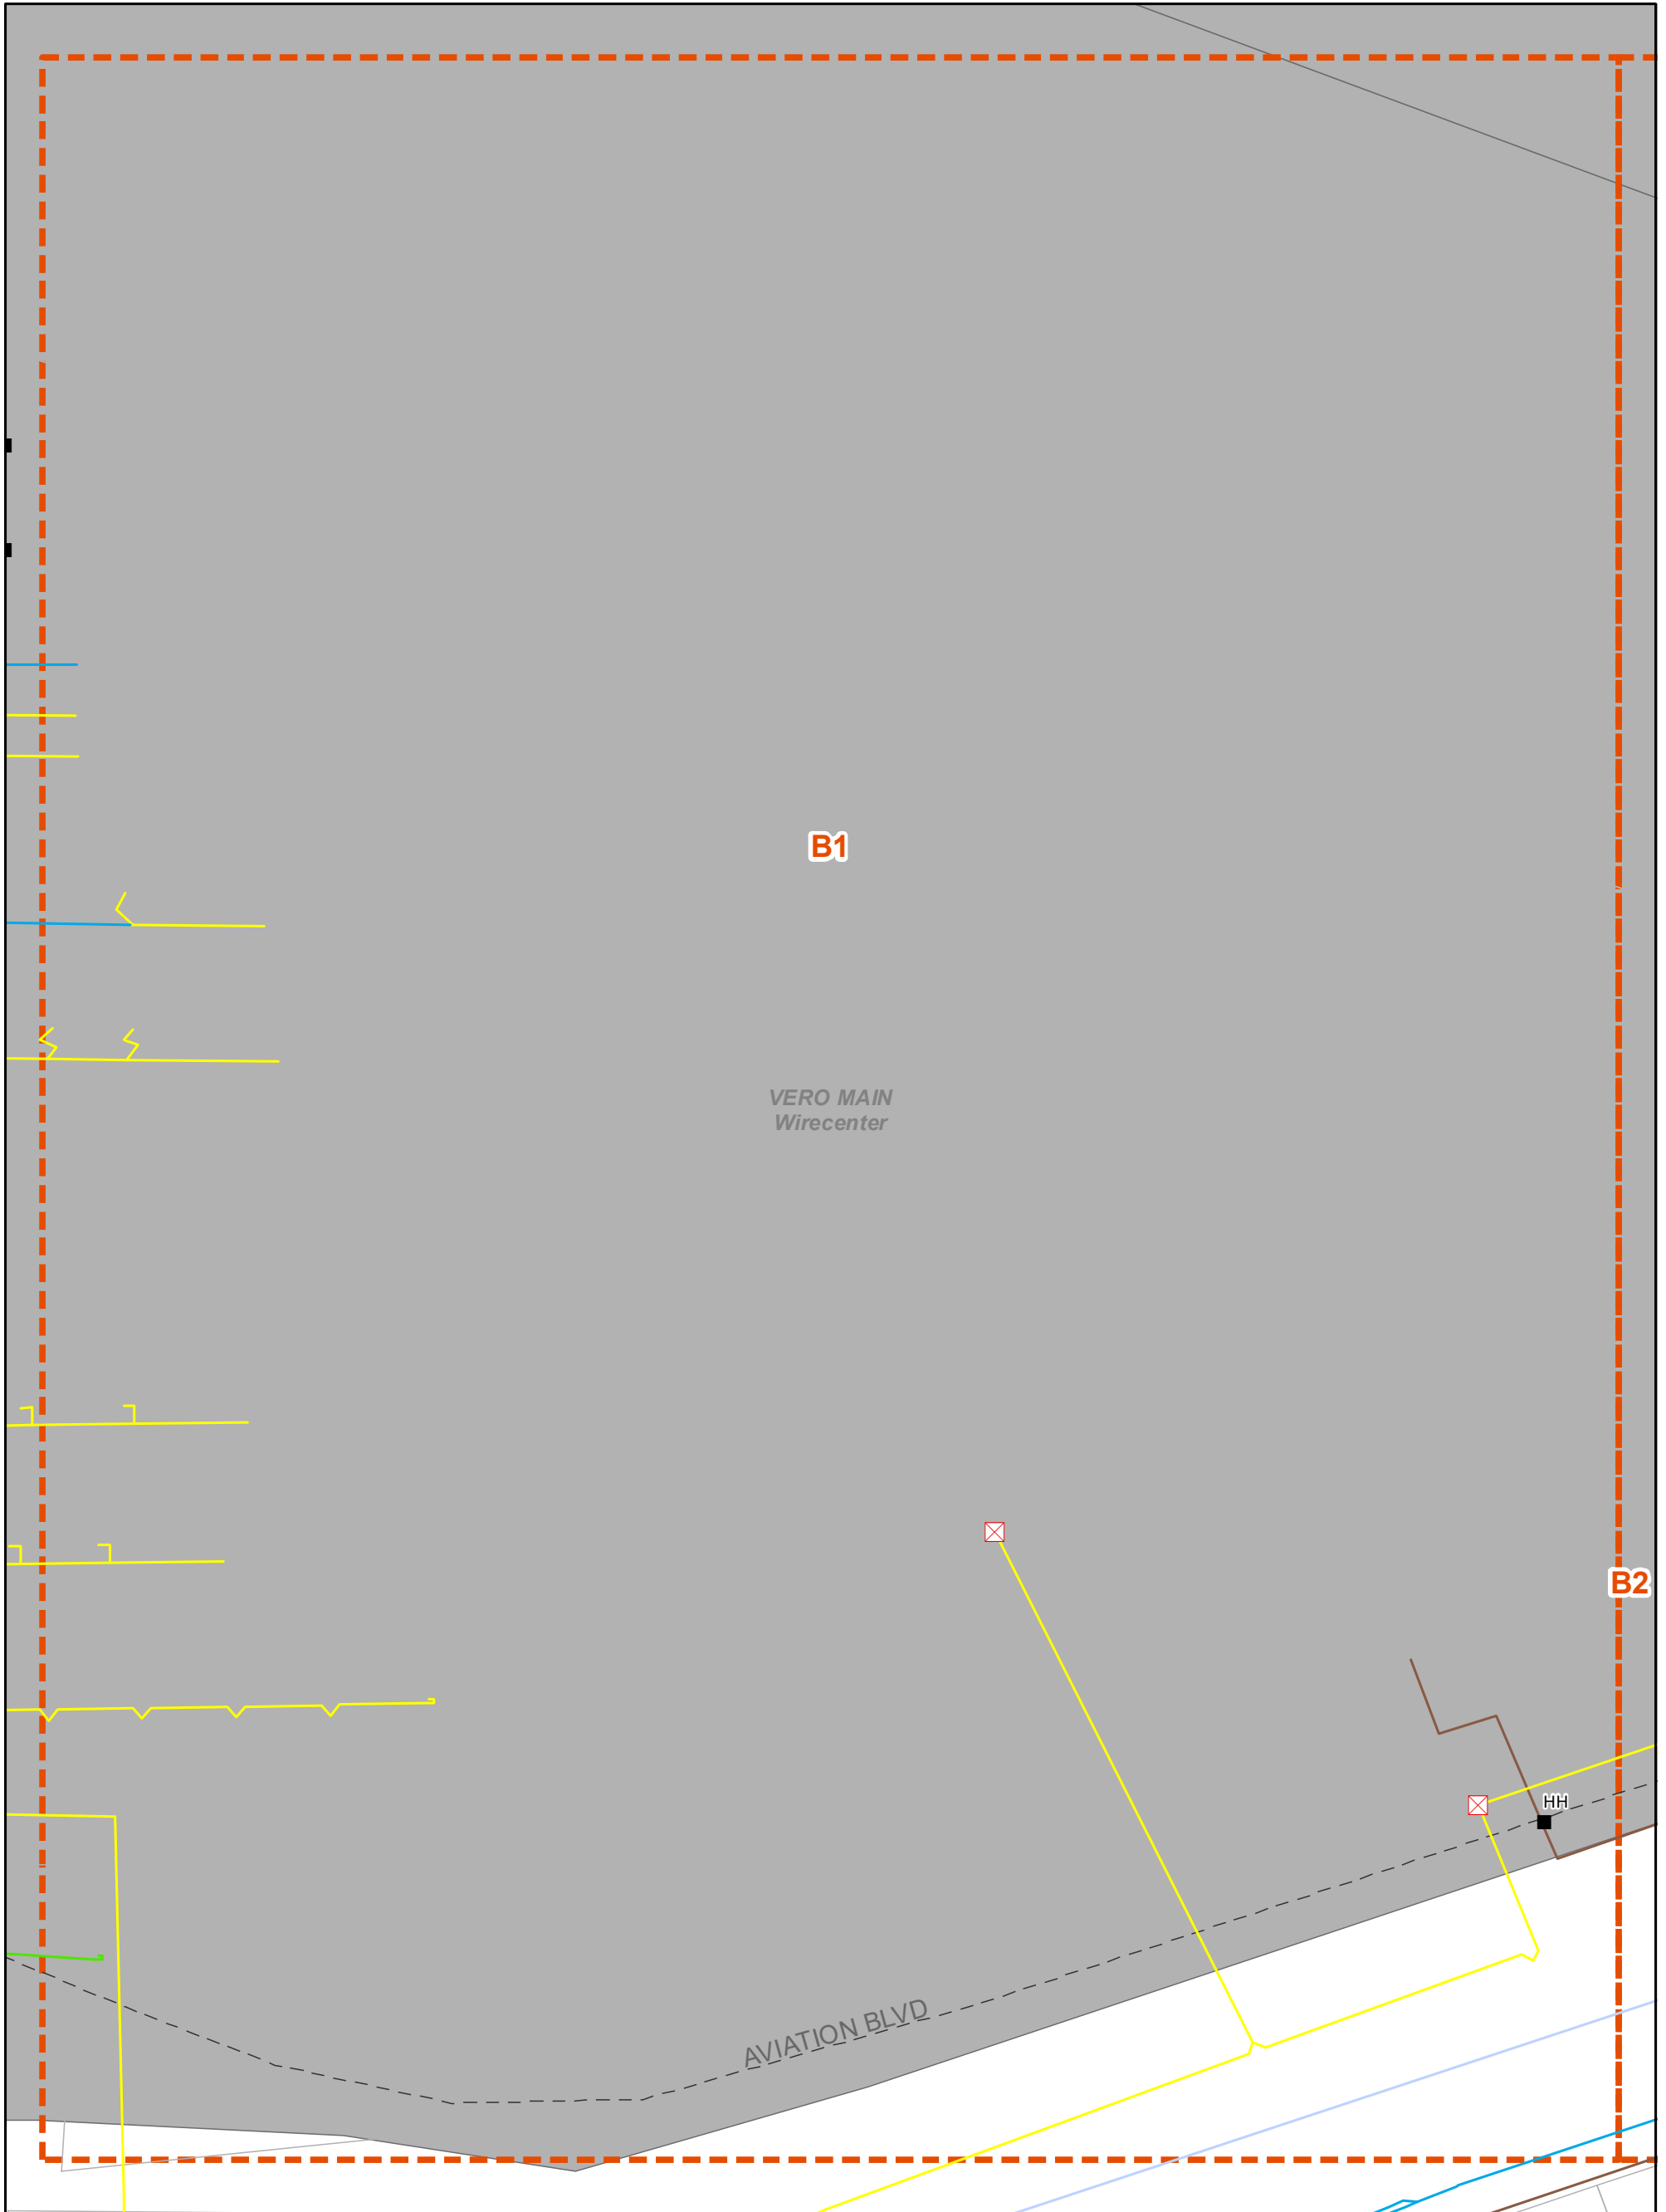 B1
VERO MAIN
Wirecenter
B2
HH
AVIATION BLVD